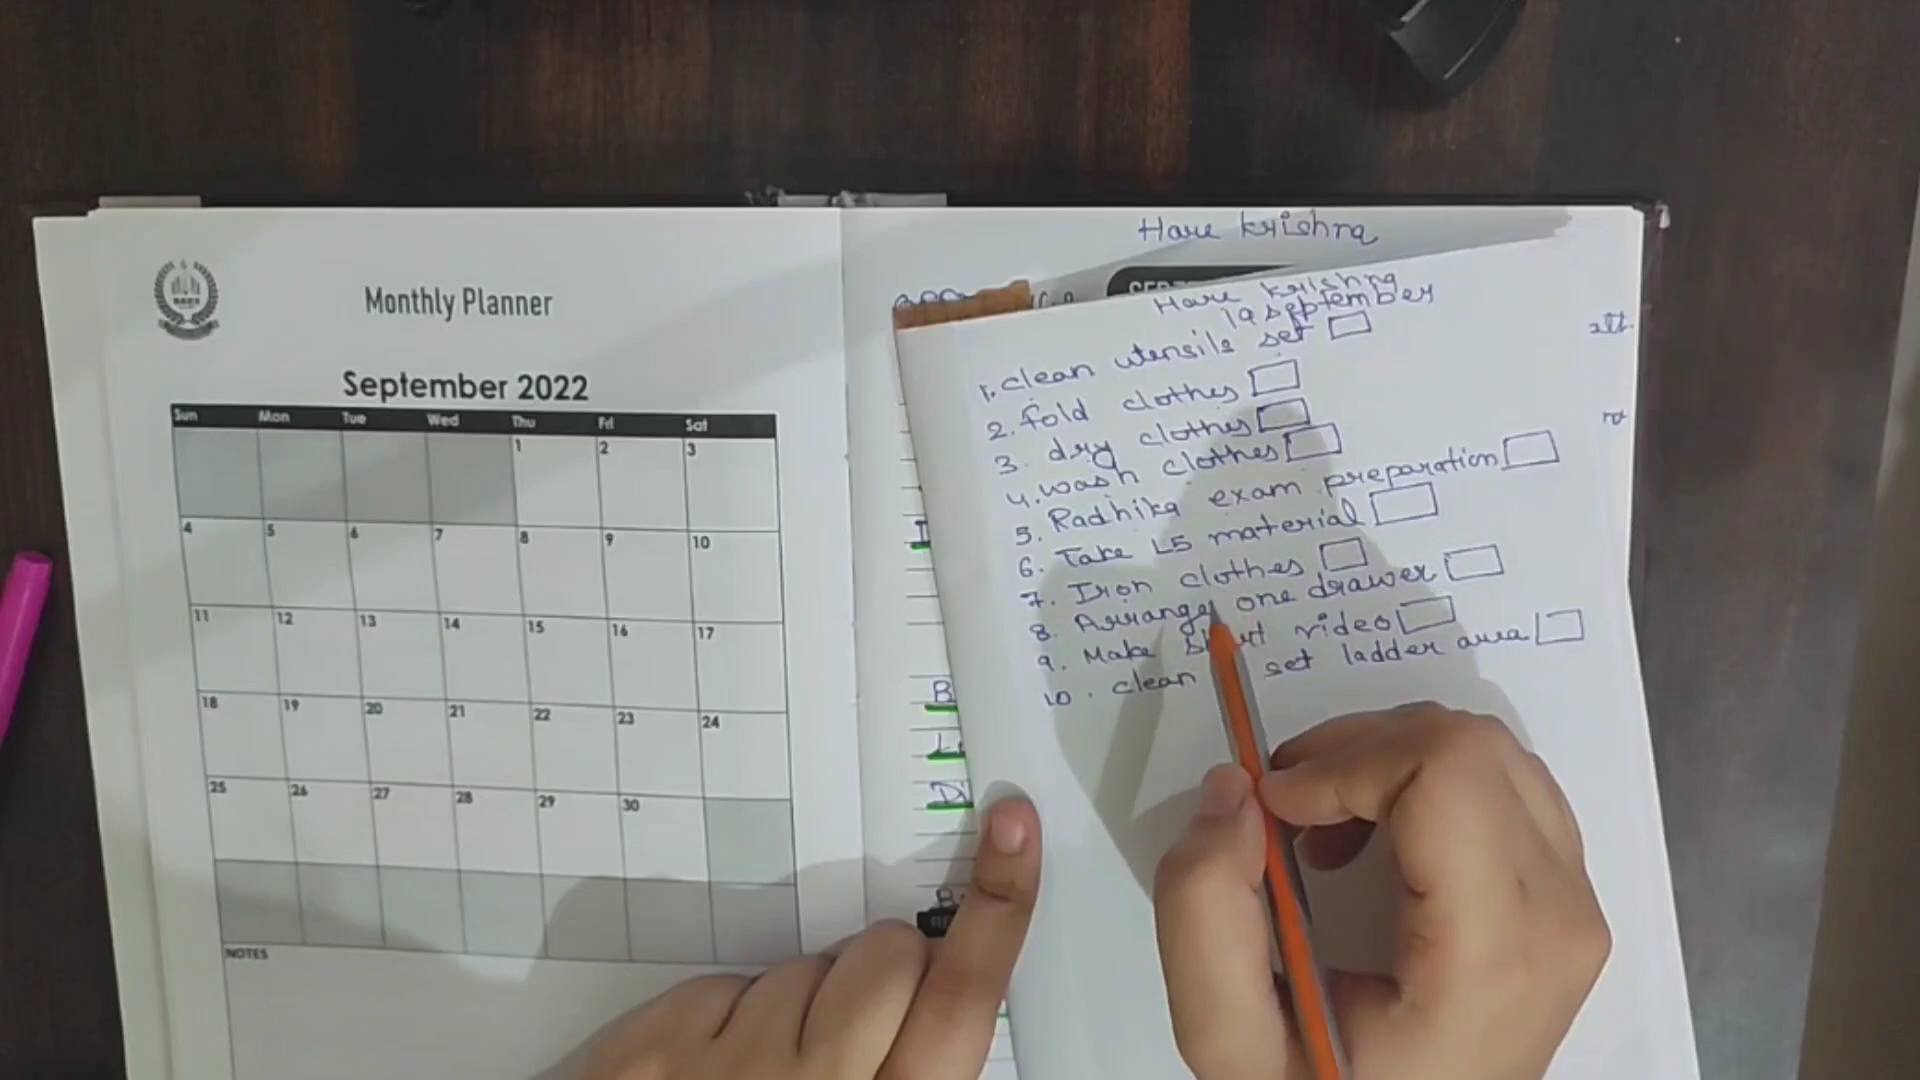 Monthly Planner
September 2022
Sun Mon Tue Wed Thu Fri Sat
1 2 3
4 5 6 7 8 9 10
11 12 13 14 15 16 17
18 19 20 21 22 23 24
25 26 27 28 29 30
NOTES
Hare krishna
Hare krishna
19 september
1. clean utensils set
2. fold clothes
3. dry clothes
4. wash clothes
5. Radhika exam preparation
6. Take L5 material
7. Iron clothes
8. Arrange one drawer
9. Make short video
10. clean set ladder area